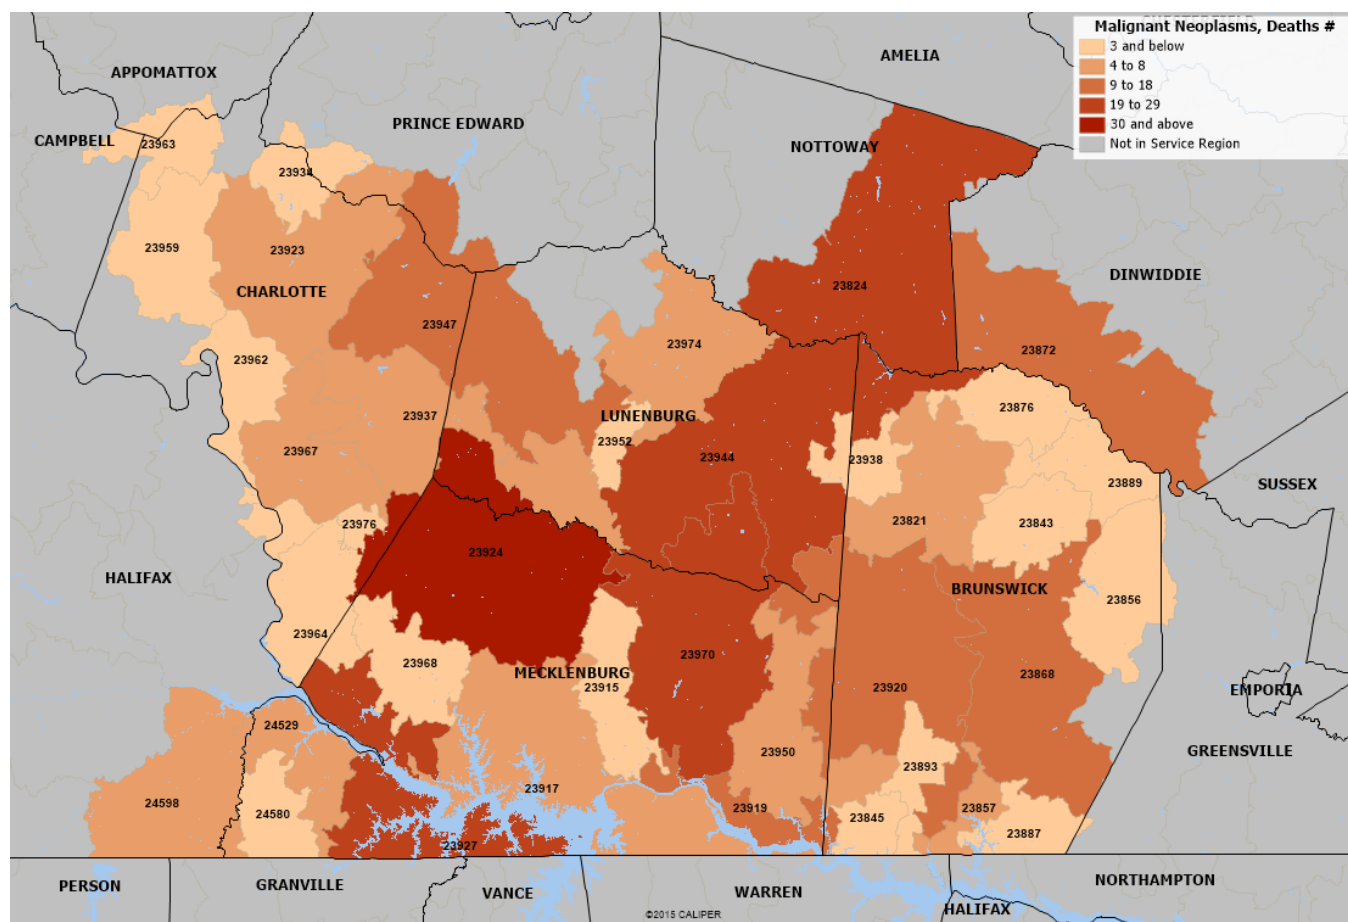 Malignant Neoplasms, Deaths #
3 and below
4 to 8
9 to 18
19 to 29
30 and above
Not in Service Region
AMELIA
APPOMATTOX
PRINCE EDWARD
CAMPBELL
23963
NOTTOWAY
23934
23959
23923
DINWIDDIE
CHARLOTTE
23824
23947
23974
23872
23962
23937
LUNENBURG
23876
23952
23967
23944
23938
23889
SUSSEX
23976
23821
23843
23924
HALIFAX
BRUNSWICK
23856
23964
23968
23970
MECKLENBURG
23915
23920
23868
EMPORIA
24529
23950
GREENSVILLE
23893
23917
24598
23919
23857
24580
23845
23887
23927
PERSON
GRANVILLE
VANCE
WARREN
NORTHAMPTON
HALIFAX
©2015 CALIPER